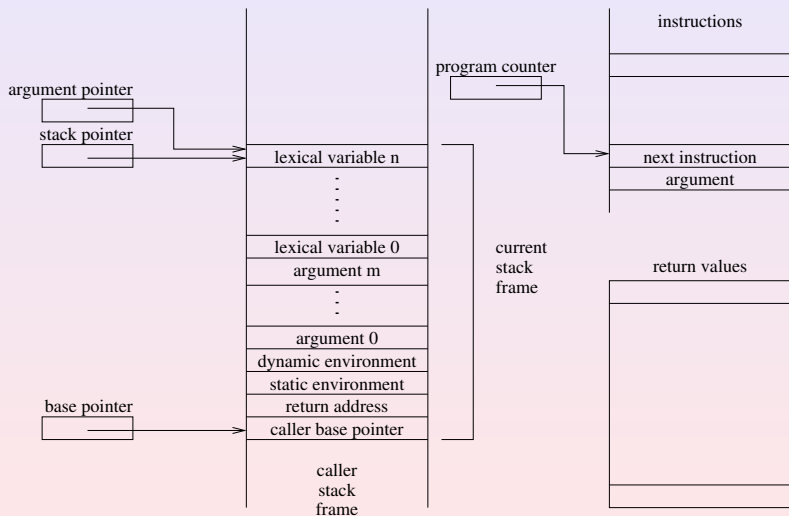 instructions
program counter
argument pointer
stack pointer
lexical variable n
next instruction
argument
lexical variable 0
argument m
current
stack
frame
return values
argument 0
dynamic environment
static environment
base pointer
return address
caller base pointer
caller
stack
frame